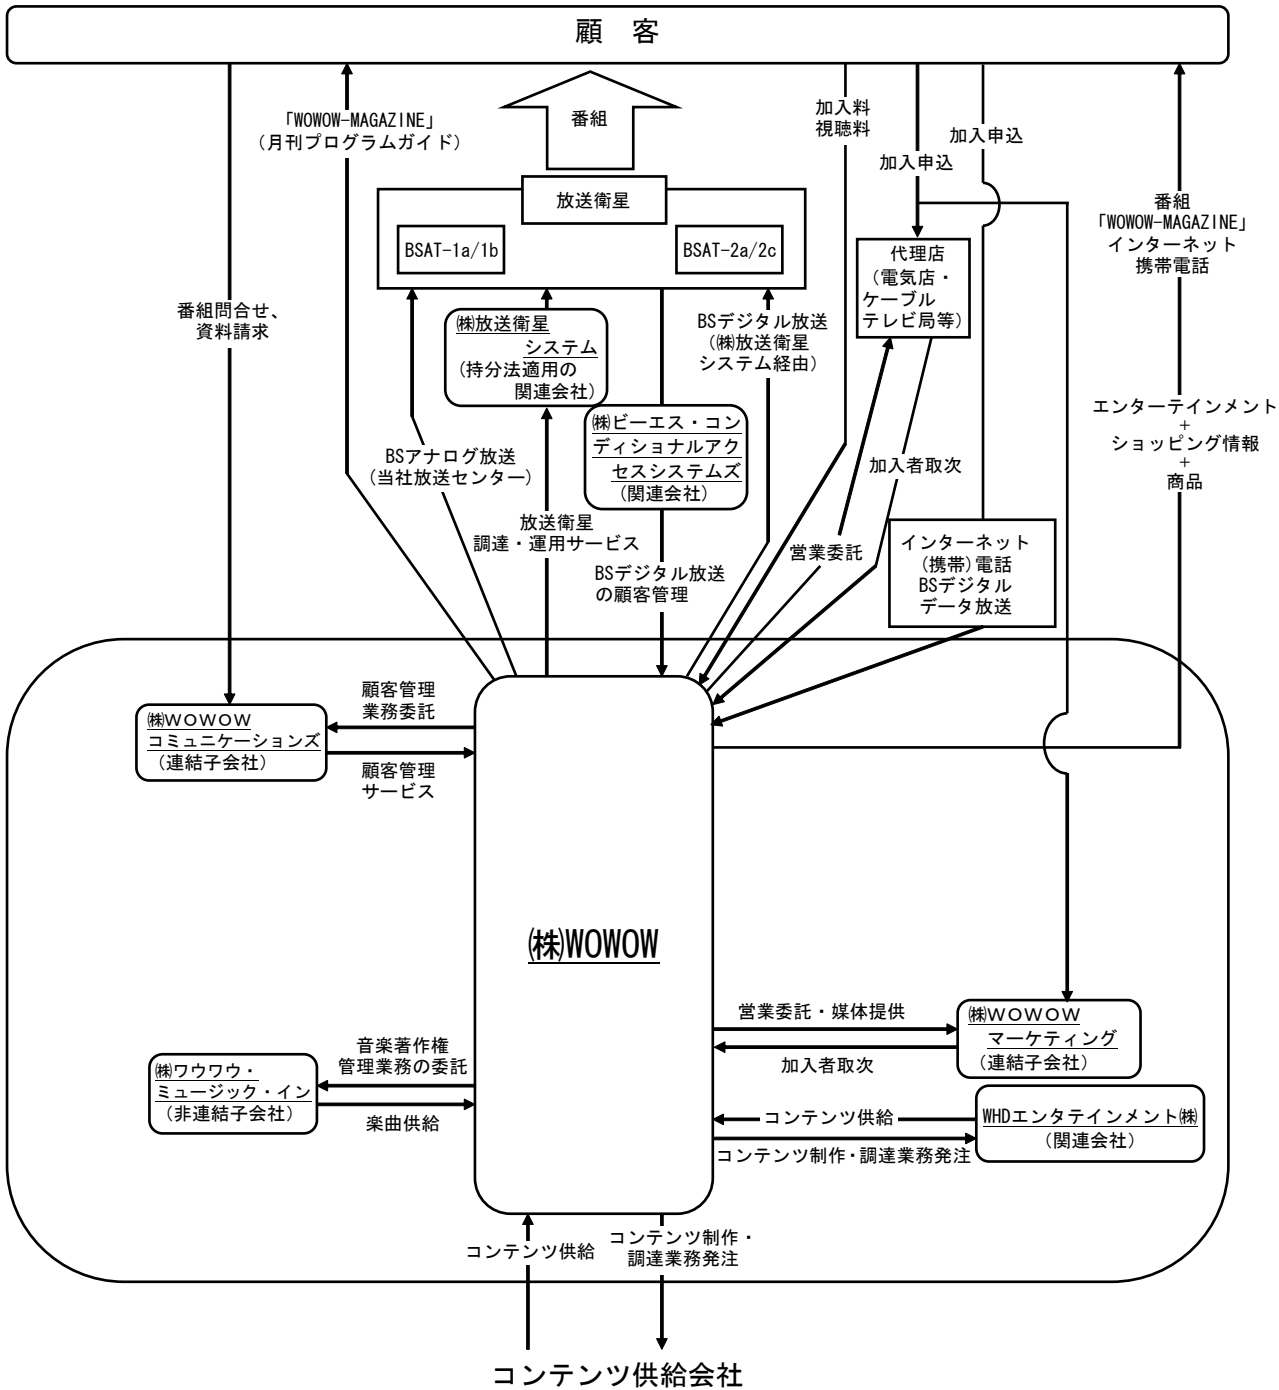 顧　客
「WOWOW-MAGAZINE」
（月刊プログラムガイド）
番組
加入料
視聴料
加入申込
加入申込
放送衛星
BSAT-1a/1b
BSAT-2a/2c
番組
「WOWOW-MAGAZINE」
インターネット
携帯電話
代理店
（電気店・
ケーブル
テレビ局等）
番組問合せ、
資料請求
㈱放送衛星
システム
（持分法適用の
関連会社）
BSデジタル放送
（㈱放送衛星
システム経由）
エンターテインメント
+
ショッピング情報
+
商品
㈱ビーエス・コン
ディショナルアク
セスシステムズ
（関連会社）
BSアナログ放送
（当社放送センター）
加入者取次
放送衛星
調達・運用サービス
営業委託
インターネット
（携帯）電話
BSデジタル
データ放送
BSデジタル放送
の顧客管理
顧客管理
業務委託
㈱ＷＯＷＯＷ
コミュニケーションズ
（連結子会社）
顧客管理
サービス
㈱WOWOW
営業委託・媒体提供
㈱ＷＯＷＯＷ
マーケティング
（連結子会社）
加入者取次
音楽著作権
管理業務の委託
㈱ワウワウ・
ミュージック・イン
（非連結子会社）
楽曲供給
コンテンツ供給
WHDエンタテインメント㈱
（関連会社）
コンテンツ制作・調達業務発注
コンテンツ供給
コンテンツ制作・
調達業務発注
コンテンツ供給会社